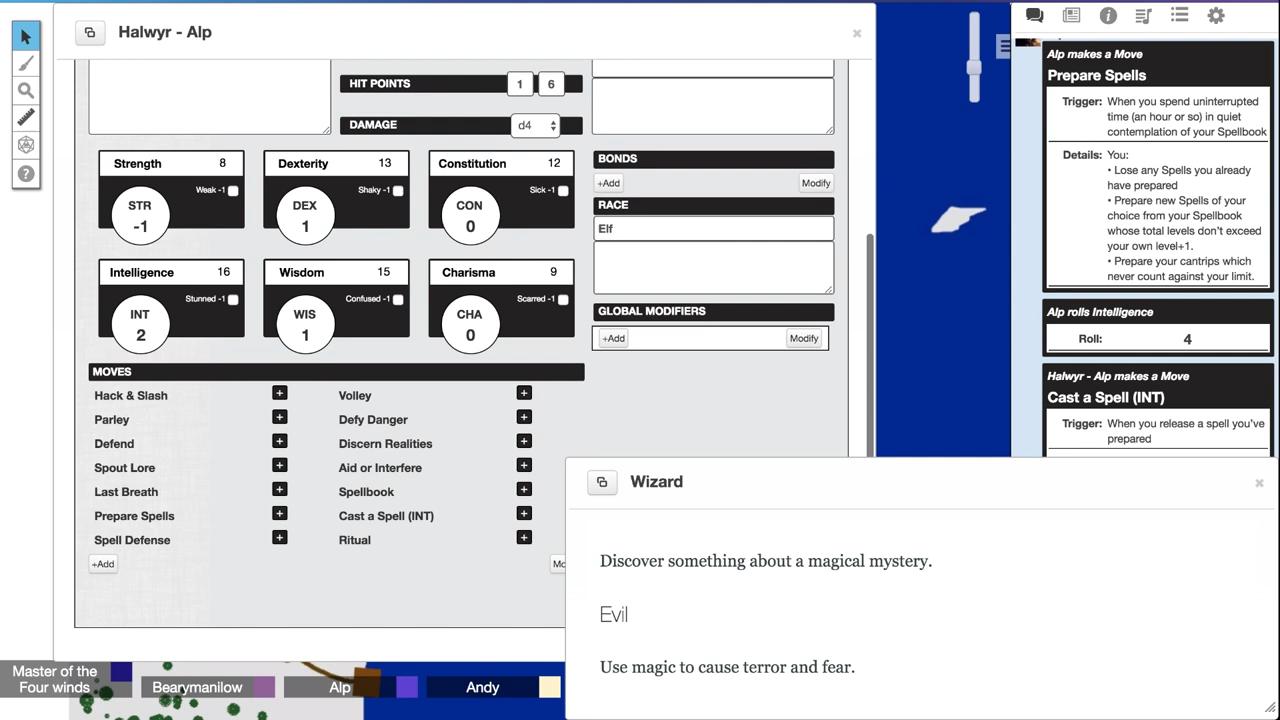 Halwyr - Alp
×
HIT POINTS
1
6
DAMAGE
d4
Strength 8
Weak -1
STR
-1
Dexterity 13
Shaky -1
DEX
1
Constitution 12
Sick -1
CON
0
Intelligence 16
Stunned -1
INT
2
Wisdom 15
Confused -1
WIS
1
Charisma 9
Scarred -1
CHA
0
BONDS
+Add
Modify
RACE
Elf
GLOBAL MODIFIERS
+Add
Modify
MOVES
Hack & Slash
Volley
Parley
Defy Danger
Defend
Discern Realities
Spout Lore
Aid or Interfere
Last Breath
Spellbook
Prepare Spells
Cast a Spell (INT)
Spell Defense
Ritual
+Add
Mo
Wizard
×
Discover something about a magical mystery.
Evil
Use magic to cause terror and fear.
Master of the
Four winds
Bearymanilow
Alp
Andy
Alp makes a Move
Prepare Spells
Trigger: When you spend uninterrupted
time (an hour or so) in quiet
contemplation of your Spellbook
Details: You:
• Lose any Spells you already
have prepared
• Prepare new Spells of your
choice from your Spellbook
whose total levels don't exceed
your own level+1.
• Prepare your cantrips which
never count against your limit.
Alp rolls Intelligence
Roll: 4
Halwyr - Alp makes a Move
Cast a Spell (INT)
Trigger: When you release a spell you've
prepared